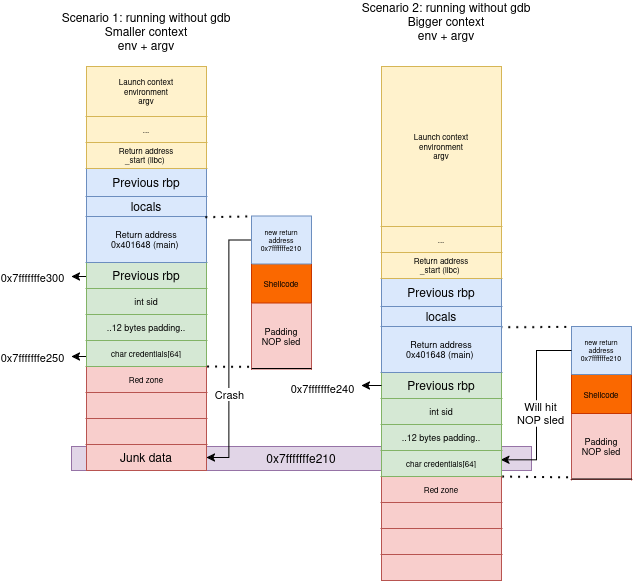 Scenario 1: running without gdb
Smaller context
env + argv
Launch context
environment
argv
...
Return address
_start (libc)
Previous rbp
locals
Return address
0x401648 (main)
Previous rbp
int sid
..12 bytes padding..
char credentials[64]
Red zone
Junk data
0x7fffffffe300
0x7fffffffe250
new return
address
0x7fffffffe210
Shellcode
Padding
NOP sled
Crash
0x7fffffffe210
Scenario 2: running without gdb
Bigger context
env + argv
Launch context
environment
argv
...
Return address
_start (libc)
Previous rbp
locals
Return address
0x401648 (main)
Previous rbp
int sid
..12 bytes padding..
char credentials[64]
Red zone
0x7fffffffe240
new return
address
0x7fffffffe210
Shellcode
Padding
NOP sled
Will hit
NOP sled